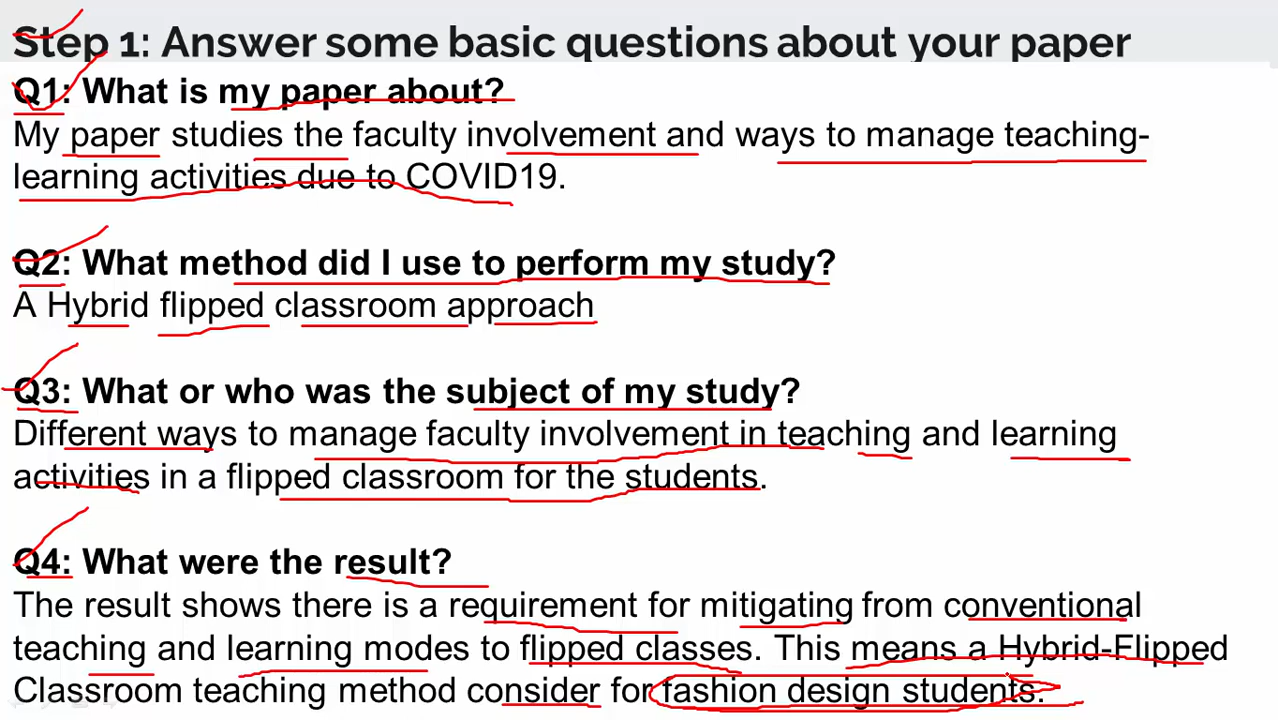 Step 1: Answer some basic questions about your paper
Q1: What is my paper about?
My paper studies the faculty involvement and ways to manage teaching-
learning activities due to COVID19.
Q2: What method did I use to perform my study?
A Hybrid flipped classroom approach
Q3: What or who was the subject of my study?
Different ways to manage faculty involvement in teaching and learning
activities in a flipped classroom for the students.
Q4: What were the result?
The result shows there is a requirement for mitigating from conventional
teaching and learning modes to flipped classes. This means a Hybrid-Flipped
Classroom teaching method consider for fashion design students.